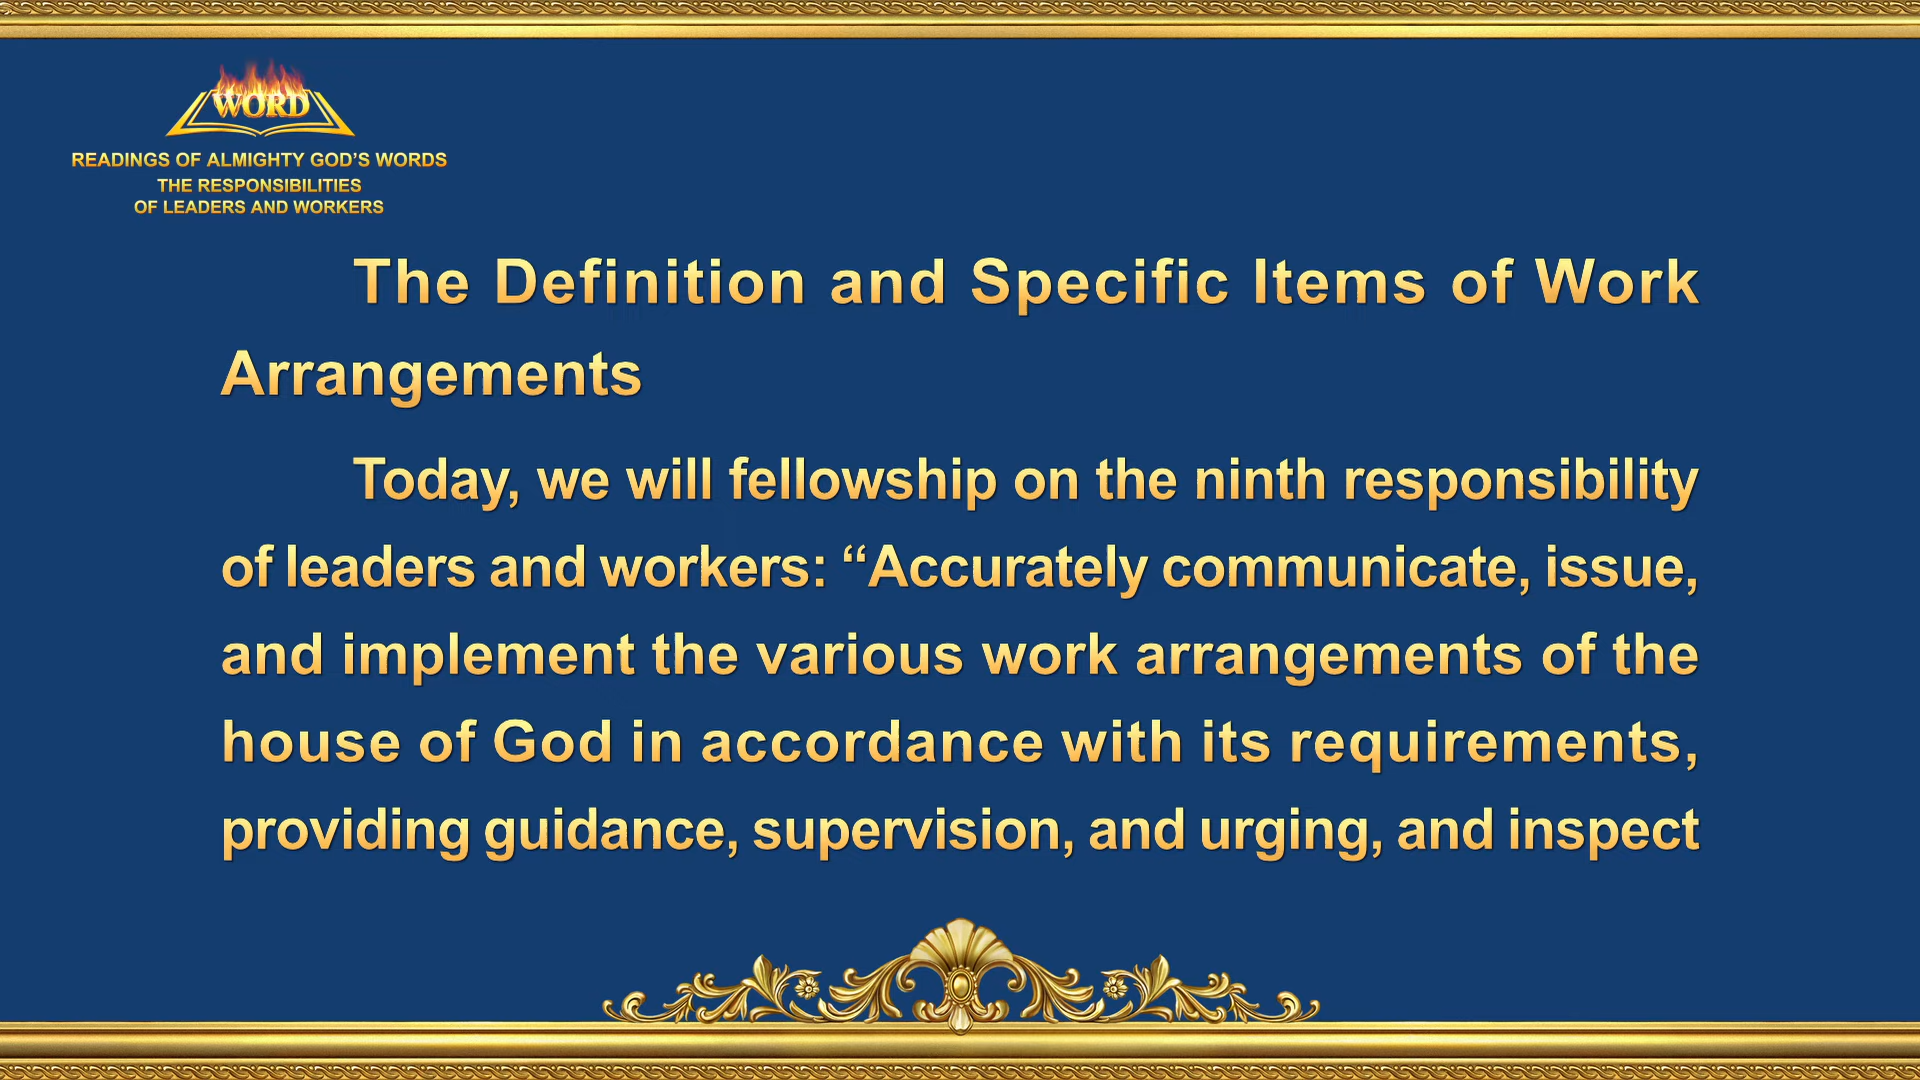 WORD
READINGS OF ALMIGHTY GOD’S WORDS
THE RESPONSIBILITIES
OF LEADERS AND WORKERS
The Definition and Specific Items of Work
Arrangements
Today, we will fellowship on the ninth responsibility
of leaders and workers: “Accurately communicate, issue,
and implement the various work arrangements of the
house of God in accordance with its requirements,
providing guidance, supervision, and urging, and inspect